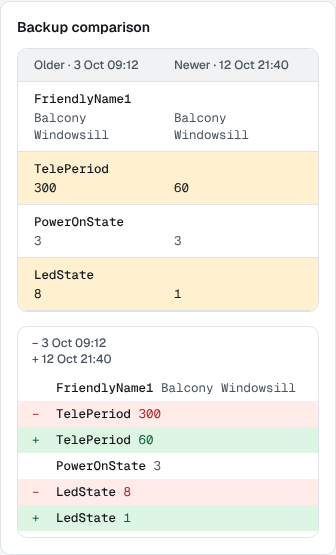 Backup comparison
Older · 3 Oct 09:12 Newer · 12 Oct 21:40
FriendlyName1
Balcony Balcony
Windowsill Windowsill
TelePeriod
300 60
PowerOnState
3 3
LedState
8 1
− 3 Oct 09:12
+ 12 Oct 21:40
FriendlyName1 Balcony Windowsill
− TelePeriod 300
+ TelePeriod 60
PowerOnState 3
− LedState 8
+ LedState 1